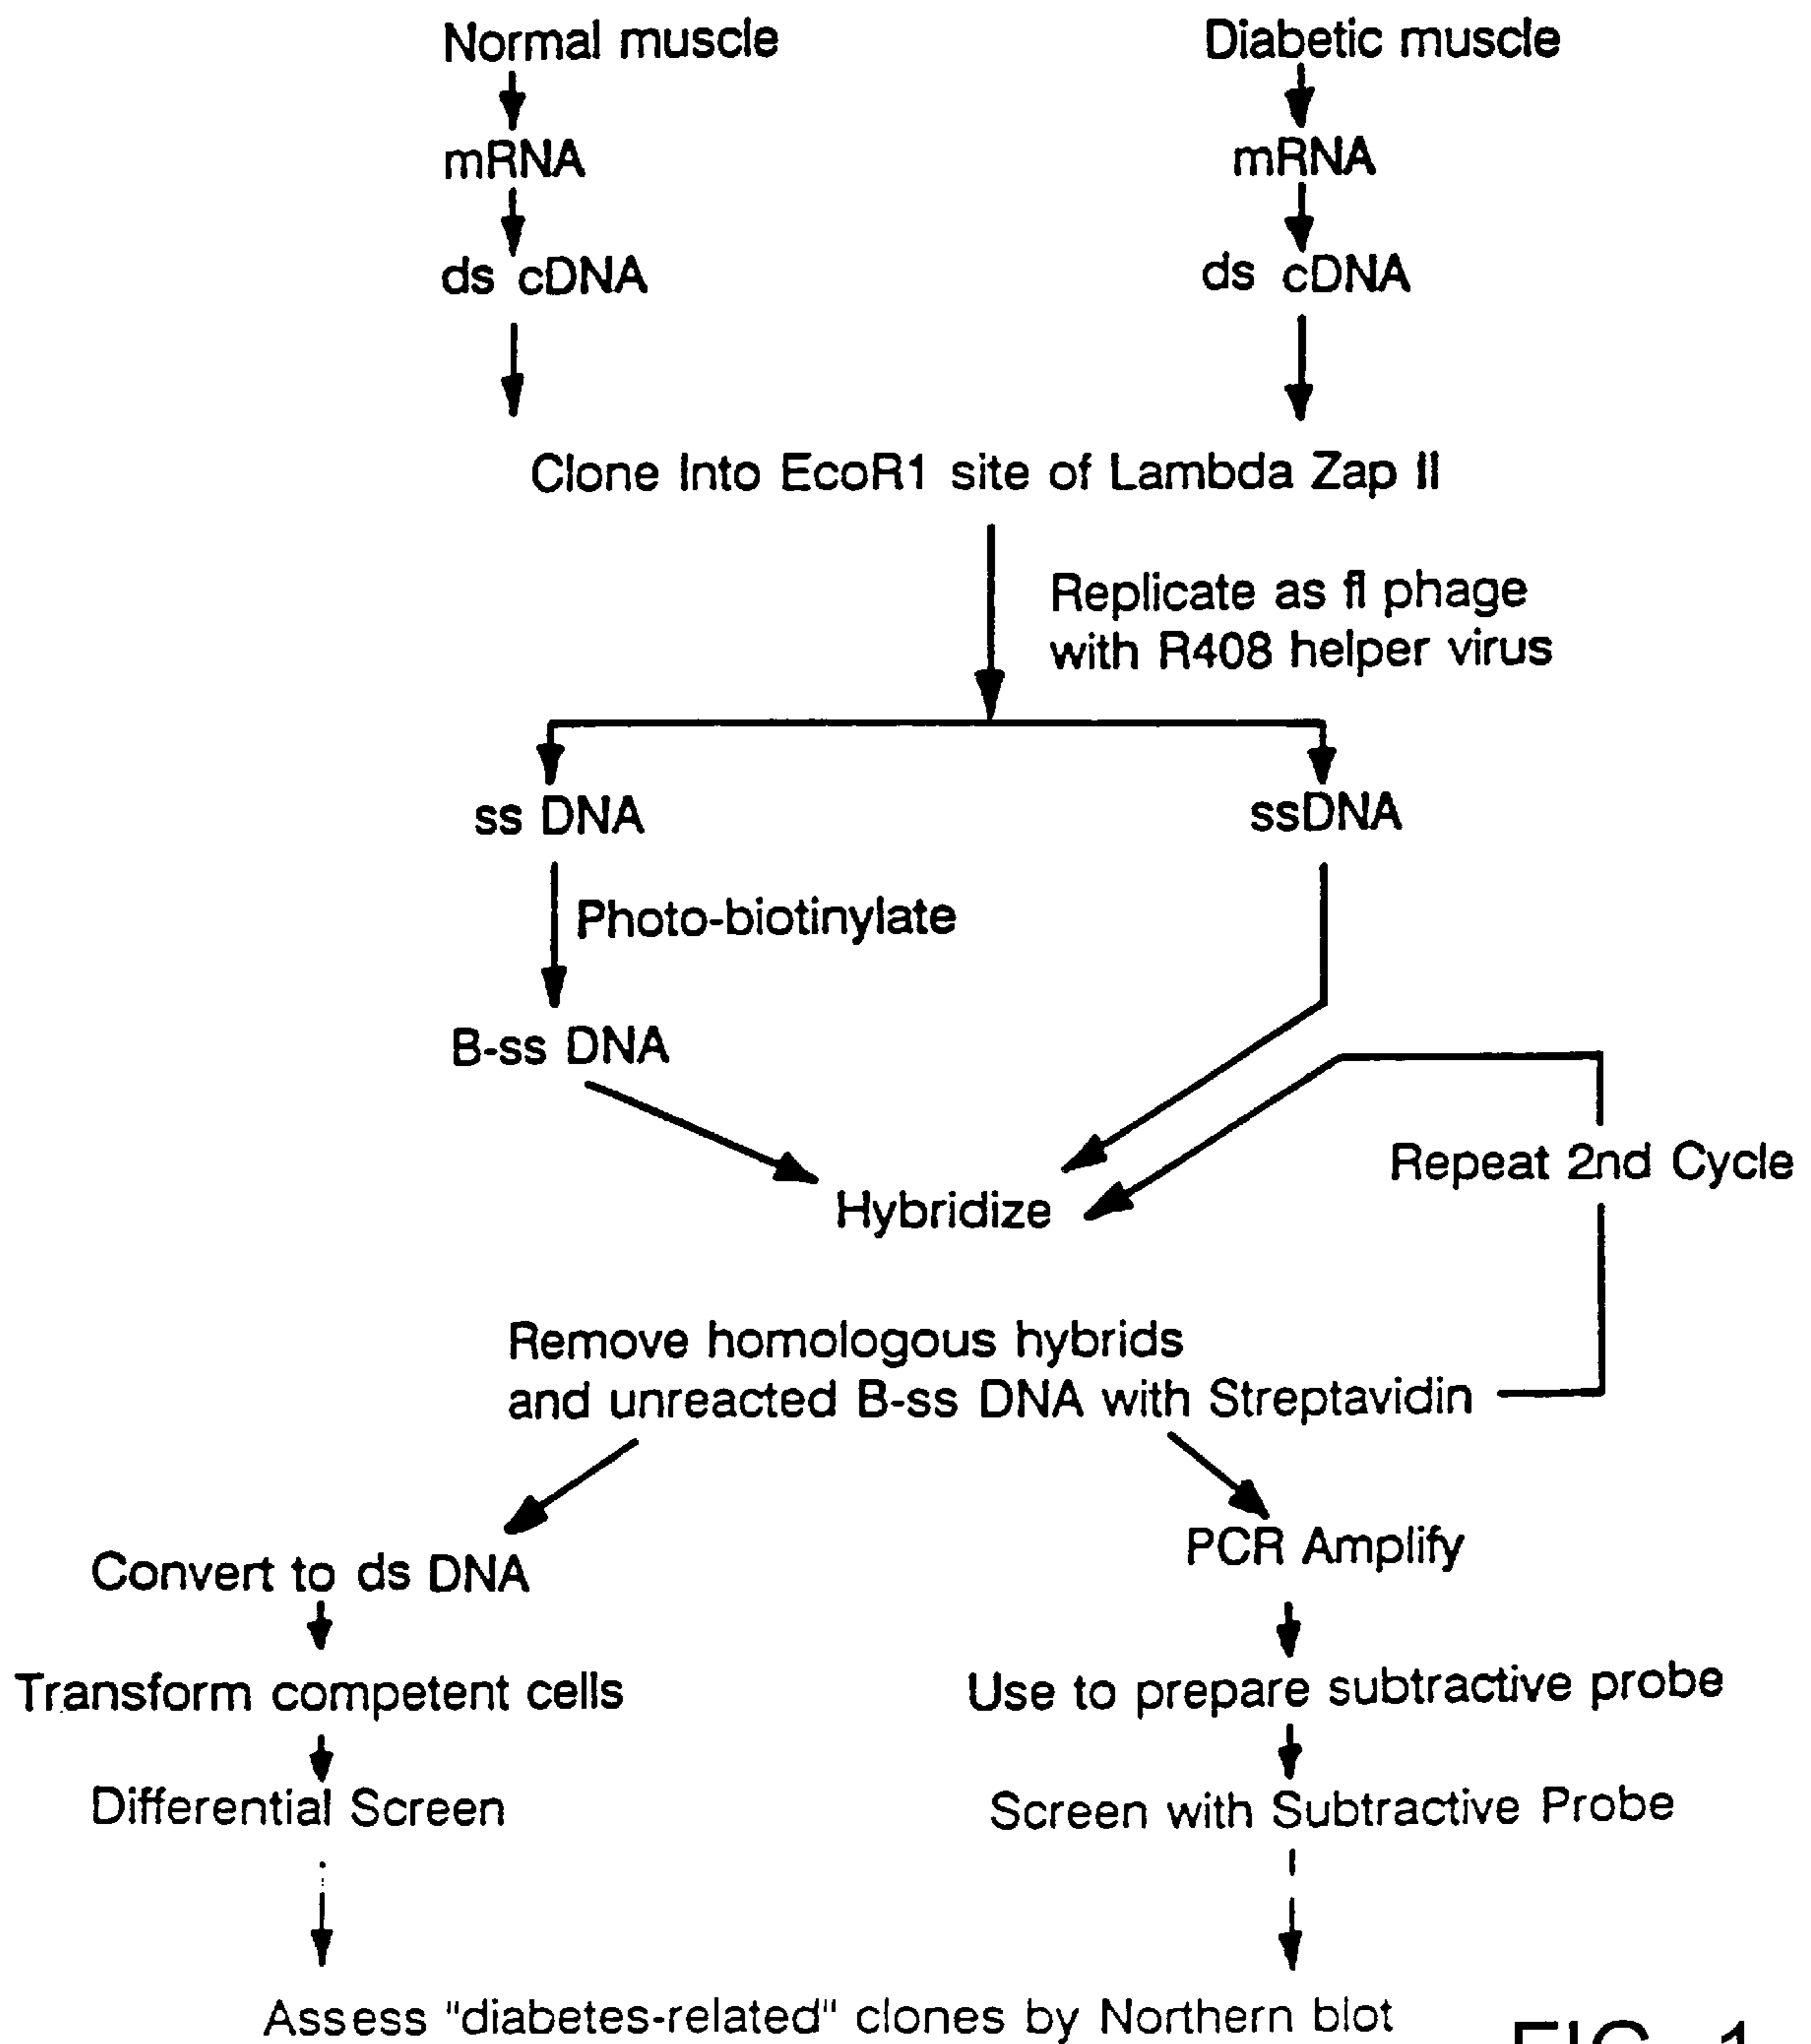 Normal muscle
Diabetic muscle
mRNA
mRNA
ds cDNA
ds cDNA
Clone Into EcoR1 site of Lambda Zap II
Replicate as fl phage
with R408 helper virus
ss DNA
ssDNA
Photo-biotinylate
B-ss DNA
Repeat 2nd Cycle
Hybridize
Remove homologous hybrids
and unreacted B-ss DNA with Streptavidin
Convert to ds DNA
PCR Amplify
Transform competent cells
Use to prepare subtractive probe
Differential Screen
Screen with Subtractive Probe
Assess "diabetes-related" clones by Northern blot
FIG. 1